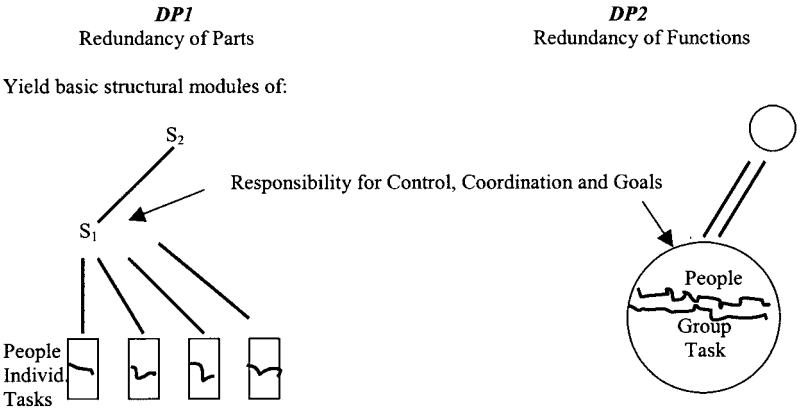 DP1
Redundancy of Parts
DP2
Redundancy of Functions
Yield basic structural modules of:
S₂
Responsibility for Control, Coordination and Goals
S₁
People
Individ.
Tasks
People
Group
Task